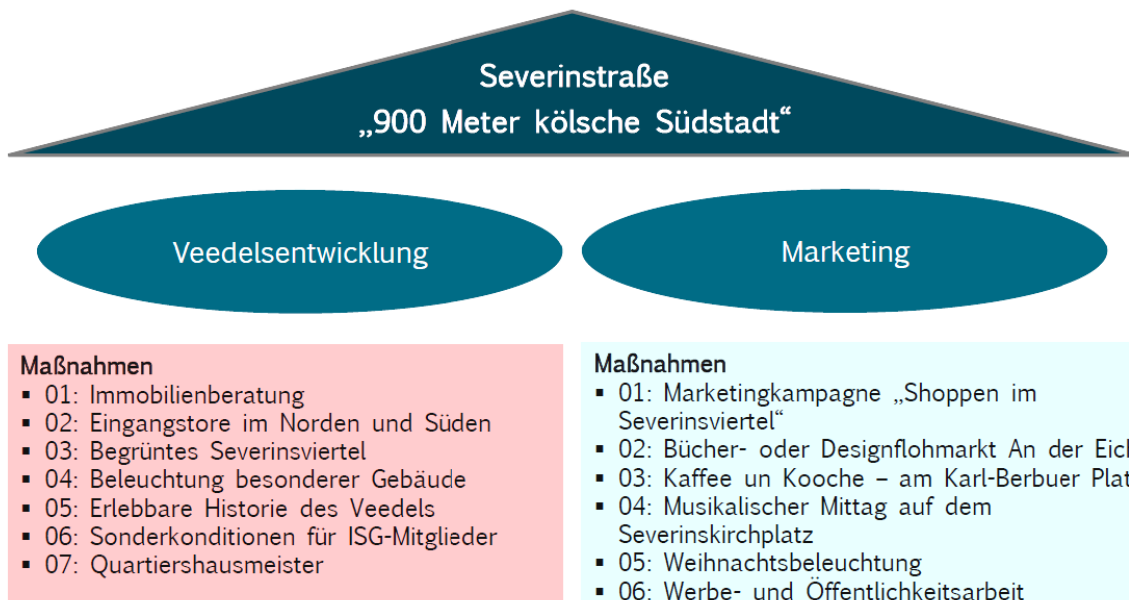 Severinstraße
„900 Meter kölsche Südstadt“
Veedelsentwicklung
Marketing
Maßnahmen
▪ 01: Immobilienberatung
▪ 02: Eingangstore im Norden und Süden
▪ 03: Begrüntes Severinsviertel
▪ 04: Beleuchtung besonderer Gebäude
▪ 05: Erlebbare Historie des Veedels
▪ 06: Sonderkonditionen für ISG-Mitglieder
▪ 07: Quartiershausmeister
Maßnahmen
▪ 01: Marketingkampagne „Shoppen im
Severinsviertel“
▪ 02: Bücher- oder Designflohmarkt An der
▪ 03: Kaffee un Kooche – am Karl-Berbuer
▪ 04: Musikalischer Mittag auf dem
Severinskirchplatz
▪ 05: Weihnachtsbeleuchtung
▪ 06: Werbe- und Öffentlichkeitsarbeit